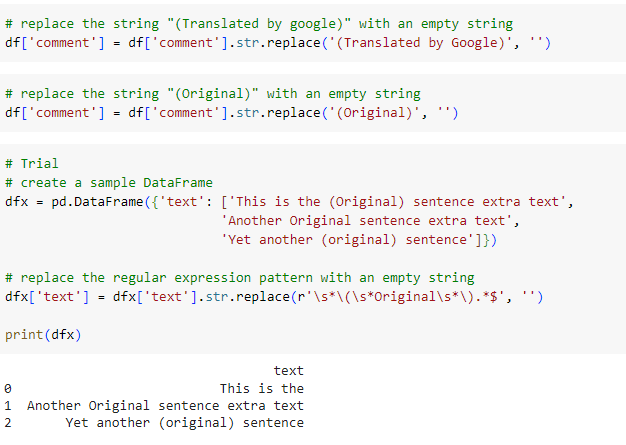 # replace the string "(Translated by google)" with an empty string
df['comment'] = df['comment'].str.replace('(Translated by Google)', '')
# replace the string "(Original)" with an empty string
df['comment'] = df['comment'].str.replace('(Original)', '')
# Trial
# create a sample DataFrame
dfx = pd.DataFrame({'text': ['This is the (Original) sentence extra text',
'Another Original sentence extra text',
'Yet another (original) sentence']})
# replace the regular expression pattern with an empty string
dfx['text'] = dfx['text'].str.replace(r'\s*\(\s*Original\s*\).*$', '')
print(dfx)
text
0 This is the
1 Another Original sentence extra text
2 Yet another (original) sentence